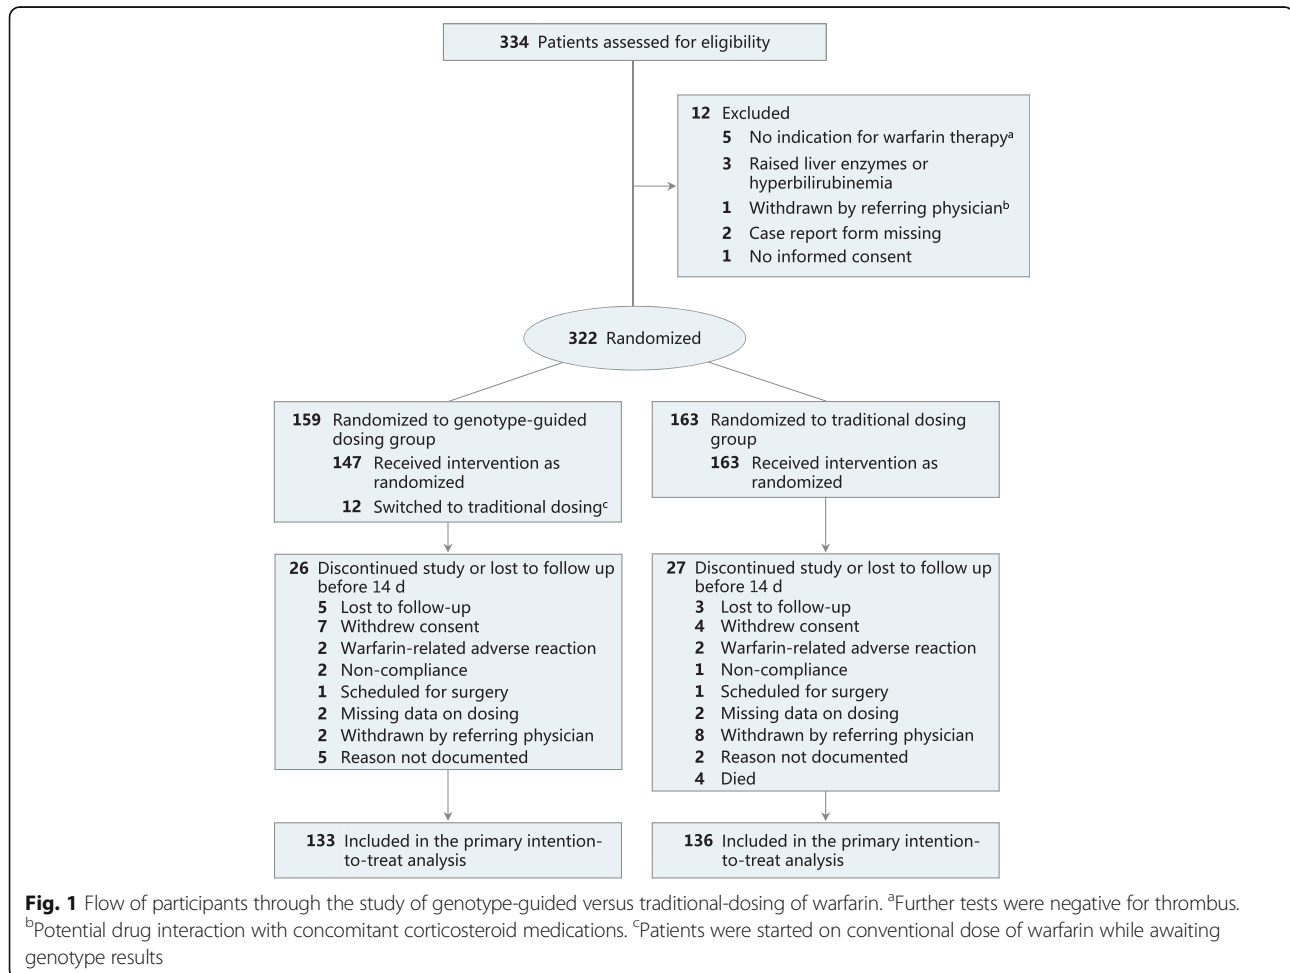 334 Patients assessed for eligibility
12 Excluded
5 No indication for warfarin therapyᵃ
3 Raised liver enzymes or
hyperbilirubinemia
1 Withdrawn by referring physicianᵇ
2 Case report form missing
1 No informed consent
322 Randomized
159 Randomized to genotype-guided
dosing group
147 Received intervention as
randomized
12 Switched to traditional dosingᶜ
163 Randomized to traditional dosing
group
163 Received intervention as
randomized
26 Discontinued study or lost to follow up
before 14 d
5 Lost to follow-up
7 Withdrew consent
2 Warfarin-related adverse reaction
2 Non-compliance
1 Scheduled for surgery
2 Missing data on dosing
2 Withdrawn by referring physician
5 Reason not documented
27 Discontinued study or lost to follow up
before 14 d
3 Lost to follow-up
4 Withdrew consent
2 Warfarin-related adverse reaction
1 Non-compliance
1 Scheduled for surgery
2 Missing data on dosing
8 Withdrawn by referring physician
2 Reason not documented
4 Died
133 Included in the primary intention-
to-treat analysis
136 Included in the primary intention-
to-treat analysis
Fig. 1 Flow of participants through the study of genotype-guided versus traditional-dosing of warfarin. ᵃFurther tests were negative for thrombus.
ᵇPotential drug interaction with concomitant corticosteroid medications. ᶜPatients were started on conventional dose of warfarin while awaiting
genotype results